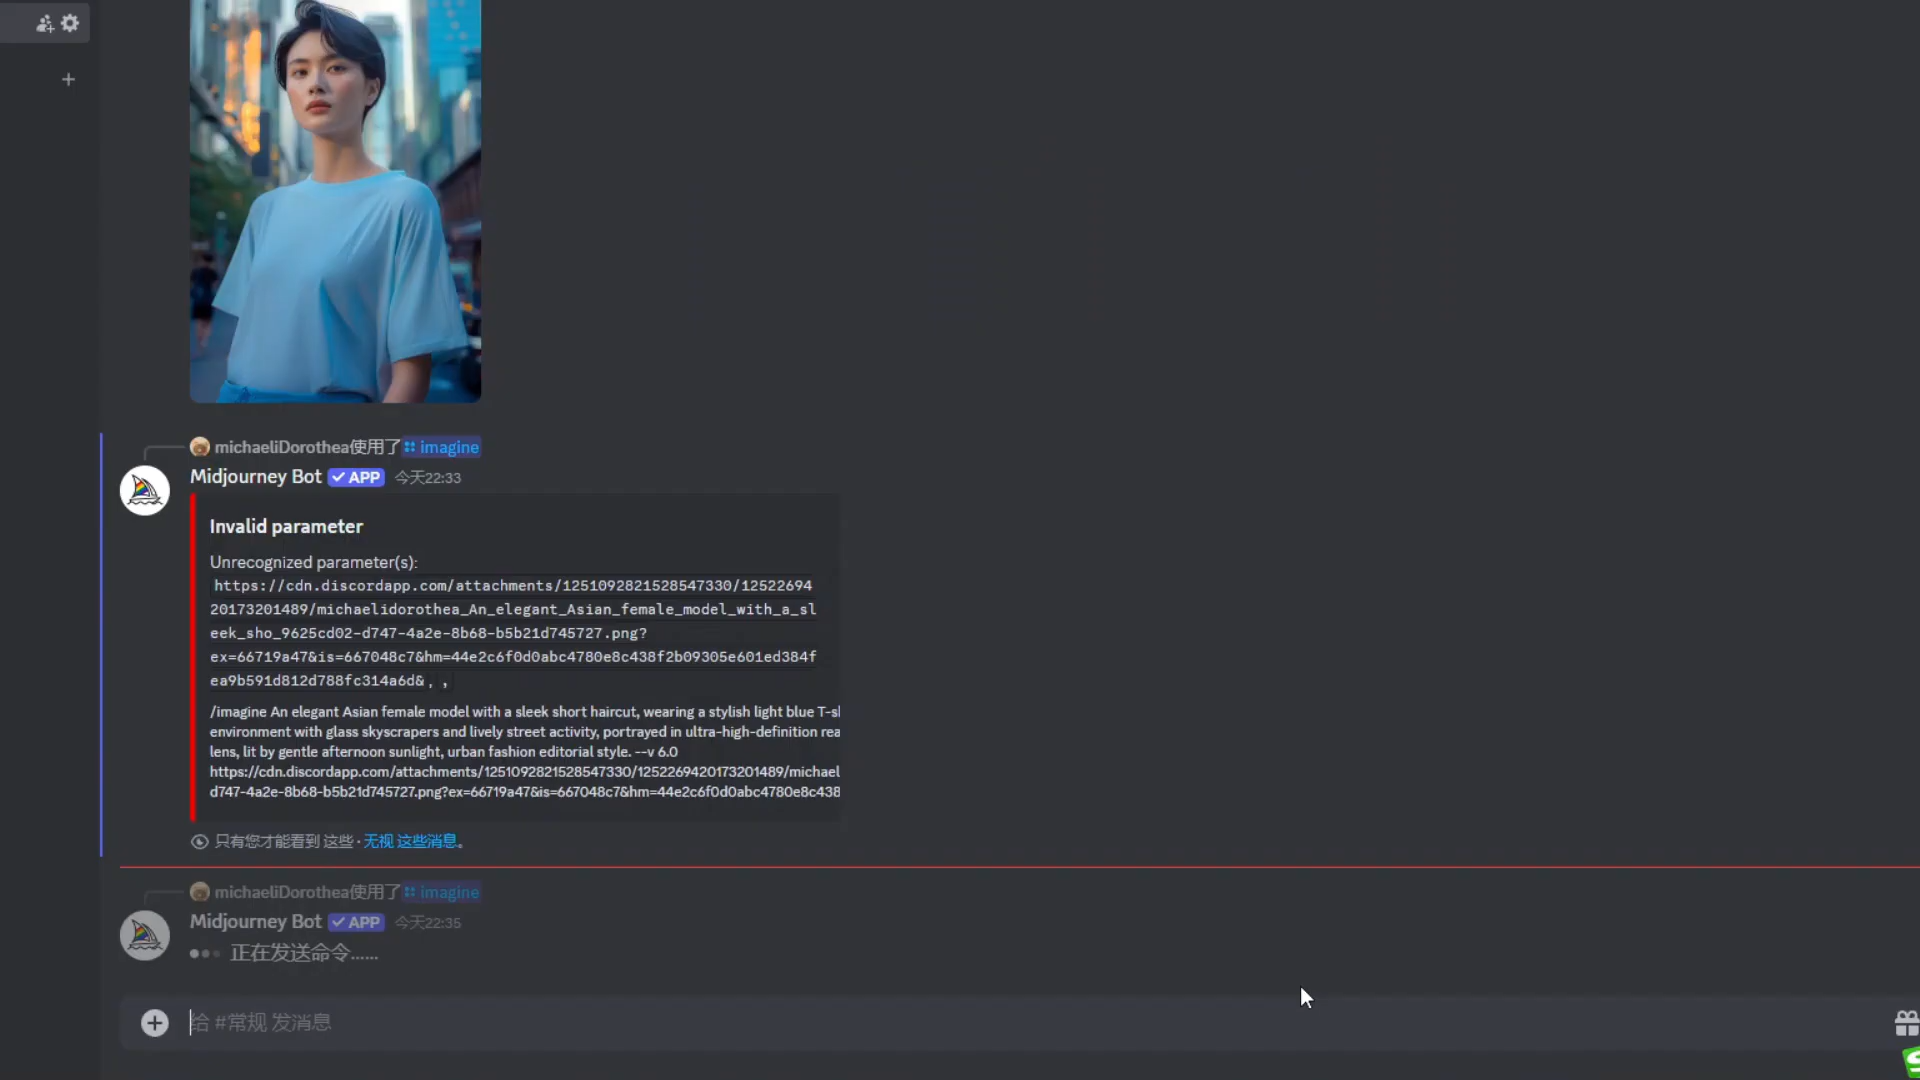 michaeliDorothea使用了 imagine
Midjourney Bot APP 今天22:33
Invalid parameter
Unrecognized parameter(s):
https://cdn.discordapp.com/attachments/1251092821528547330/12522694
20173201489/michaelidorothea_An_elegant_Asian_female_model_with_a_sl
eek_sho_9625cd02-d747-4a2e-8b68-b5b21d745727.png?
ex=66719a47&is=667048c7&hm=44e2c6f0d0abc4780e8c438f2b09305e601ed384f
ea9b591d812d788fc314a6d&, ,
/imagine An elegant Asian female model with a sleek short haircut, wearing a stylish light blue T-sl
environment with glass skyscrapers and lively street activity, portrayed in ultra-high-definition rea
lens, lit by gentle afternoon sunlight, urban fashion editorial style. --v 6.0
https://cdn.discordapp.com/attachments/1251092821528547330/1252269420173201489/michael
d747-4a2e-8b68-b5b21d745727.png?ex=66719a47&is=667048c7&hm=44e2c6f0d0abc4780e8c438
只有您才能看到 这些 · 无视 这些消息。
michaeliDorothea使用了 imagine
Midjourney Bot APP 今天22:35
正在发送命令......
给 #常规 发消息